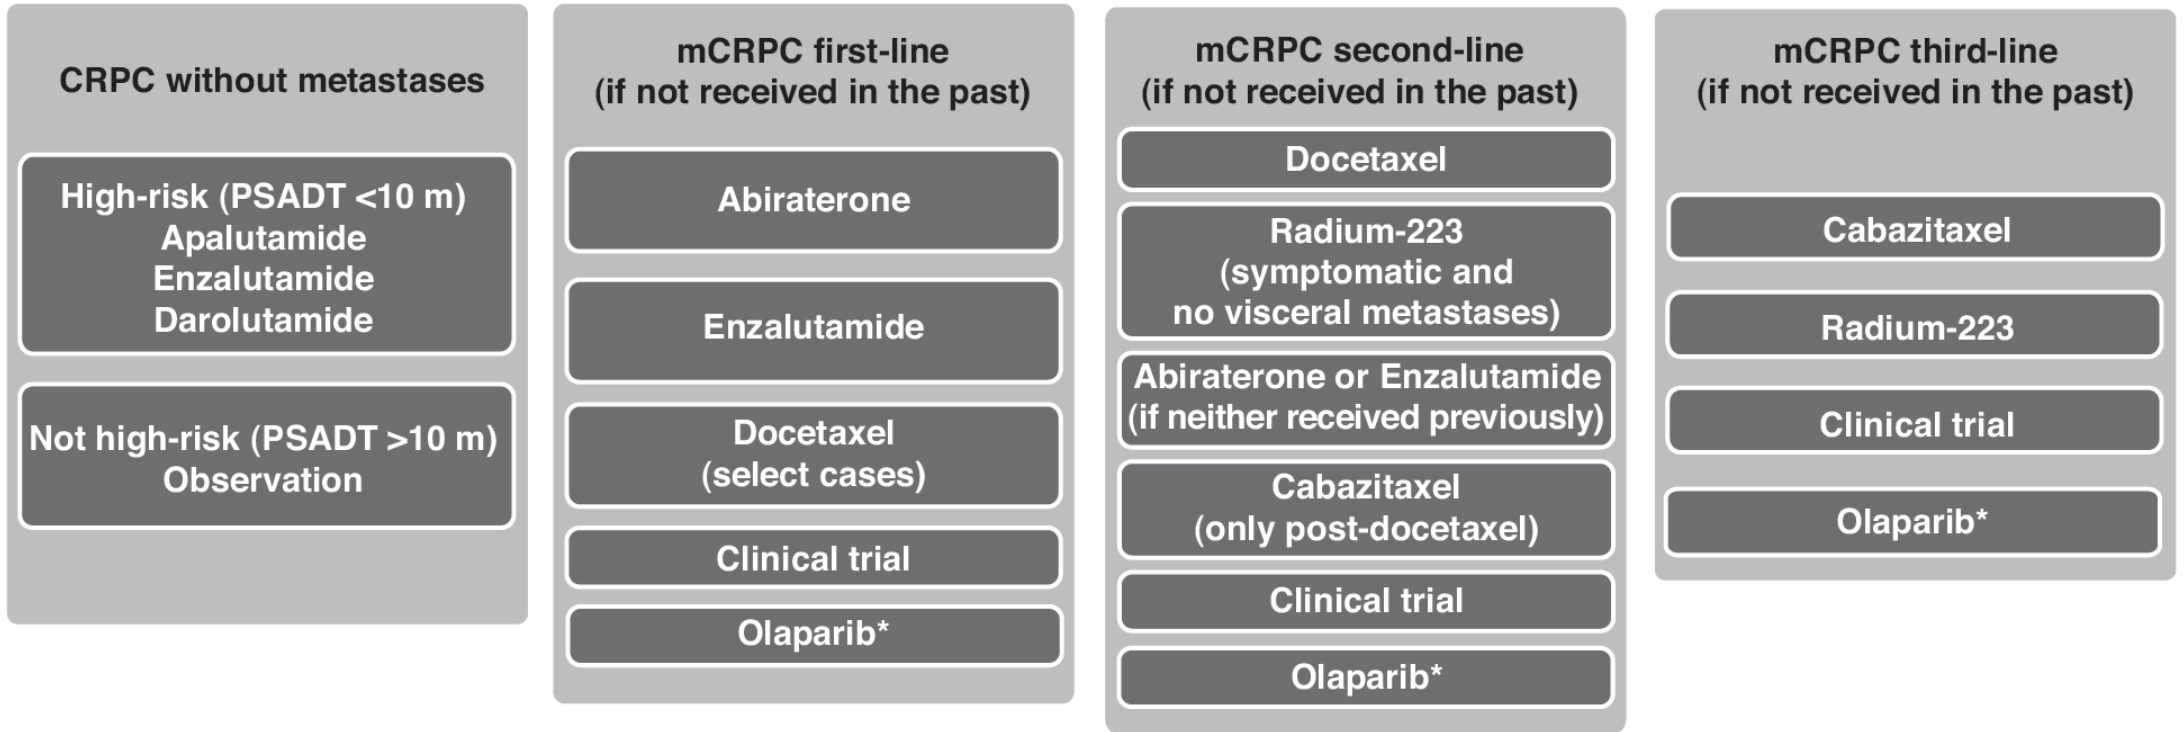 CRPC without metastases
High-risk (PSADT <10 m)
Apalutamide
Enzalutamide
Darolutamide
Not high-risk (PSADT >10 m)
Observation
mCRPC first-line
(if not received in the past)
Abiraterone
Enzalutamide
Docetaxel
(select cases)
Clinical trial
Olaparib*
mCRPC second-line
(if not received in the past)
Docetaxel
Radium-223
(symptomatic and
no visceral metastases)
Abiraterone or Enzalutamide
(if neither received previously)
Cabazitaxel
(only post-docetaxel)
Clinical trial
Olaparib*
mCRPC third-line
(if not received in the past)
Cabazitaxel
Radium-223
Clinical trial
Olaparib*